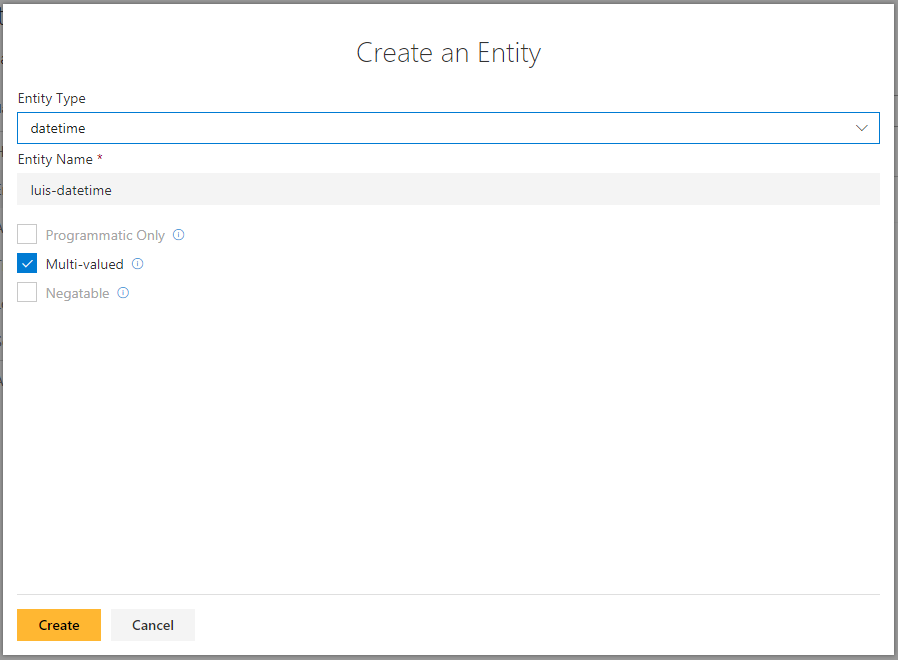 Create an Entity
Entity Type
datetime
Entity Name *
luis-datetime
Programmatic Only
Multi-valued
Negatable
Create Cancel